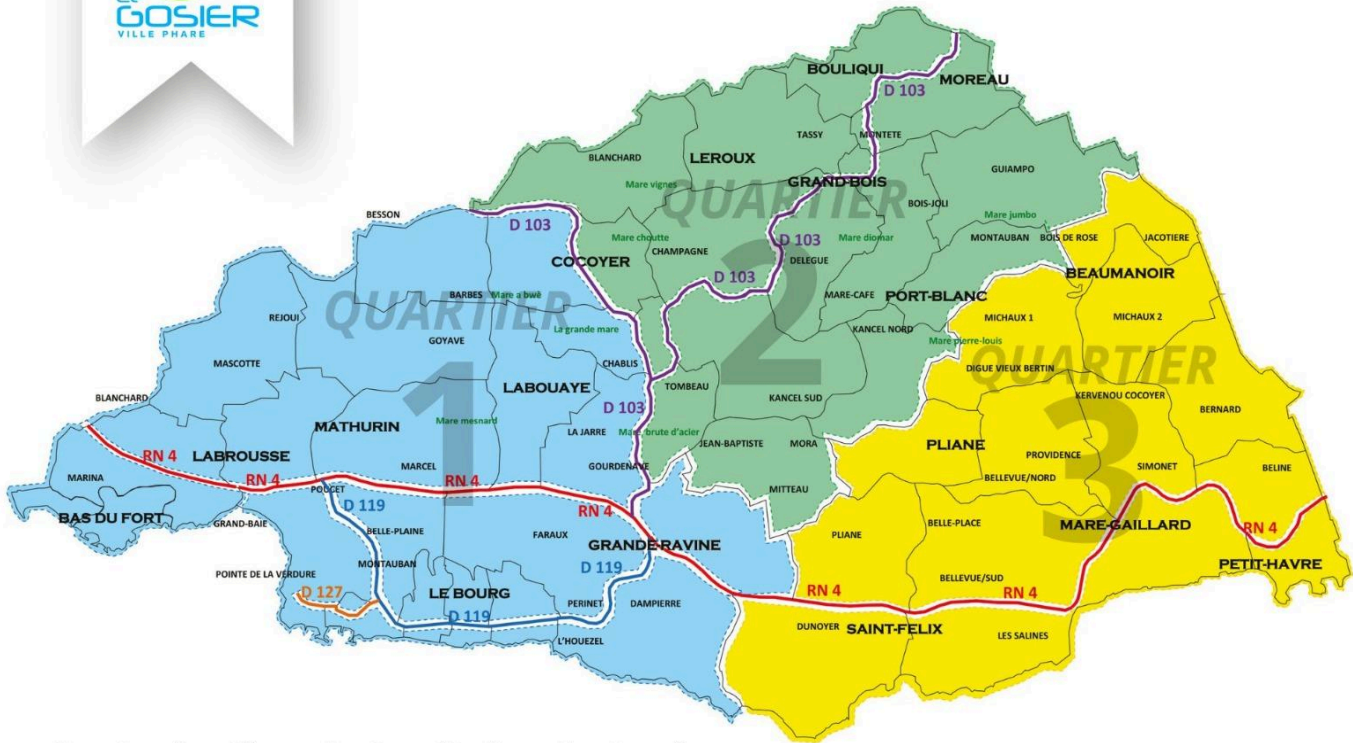 GOSIER
VILLE PHARE
BOULIQUI
MOREAU
D 103
TASSY
MONTETE
BLANCHARD
LEROUX
GUIAMPO
GRAND-BOIS
Mare vignes
QUARTIER
2
BOIS-JOLI
BESSON
D 103
Mare jumbo
Mare choutte
D 103
Mare diomar
MONTAUBAN
BOIS DE ROSE
JACOTIERE
CHAMPAGNE
DELEGUE
COCOYER
D 103
BEAUMANOIR
BARBES
Mare a bwè
MARE-CAFE
PORT-BLANC
QUARTIER
1
REJOUI
MICHAUX 1
MICHAUX 2
La grande mare
KANCEL NORD
GOYAVE
Mare pierre-louis
MASCOTTE
CHABLIS
DIGUE VIEUX BERTIN
QUARTIER
3
LABOUAYE
TOMBEAU
BLANCHARD
KANCEL SUD
KERVENOU COCOYER
D 103
BERNARD
MATHURIN
Mare mesnard
LA JARRE
Mare brute d'acier
JEAN-BAPTISTE
MORA
PLIANE
LABROUSSE
RN 4
PROVIDENCE
MARCEL
GOURDENAVE
SIMONET
BELINE
MARINA
RN 4
RN 4
BELLEVUE/NORD
POUCET
MITTEAU
D 119
RN 4
BAS DU FORT
GRAND-BAIE
BELLE-PLAINE
BELLE-PLACE
MARE-GAILLARD
RN 4
FARAUX
PLIANE
GRANDE-RAVINE
MONTAUBAN
PETIT-HAVRE
D 119
POINTE DE LA VERDURE
BELLEVUE/SUD
D 127
LE BOURG
RN 4
RN 4
PERINET
DAMPIERRE
D 119
DUNOYER
SAINT-FELIX
LES SALINES
L'HOUEZEL